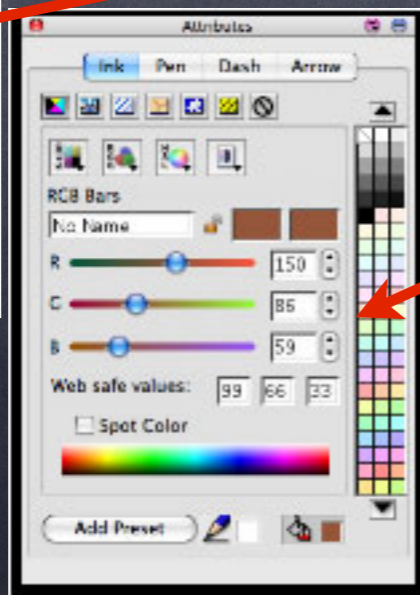 Attributes
Ink Pen Dash Arrow
RGB Bars
No Name
R 150
G 86
B 59
Web safe values: 99 66 33
Spot Color
Add Preset